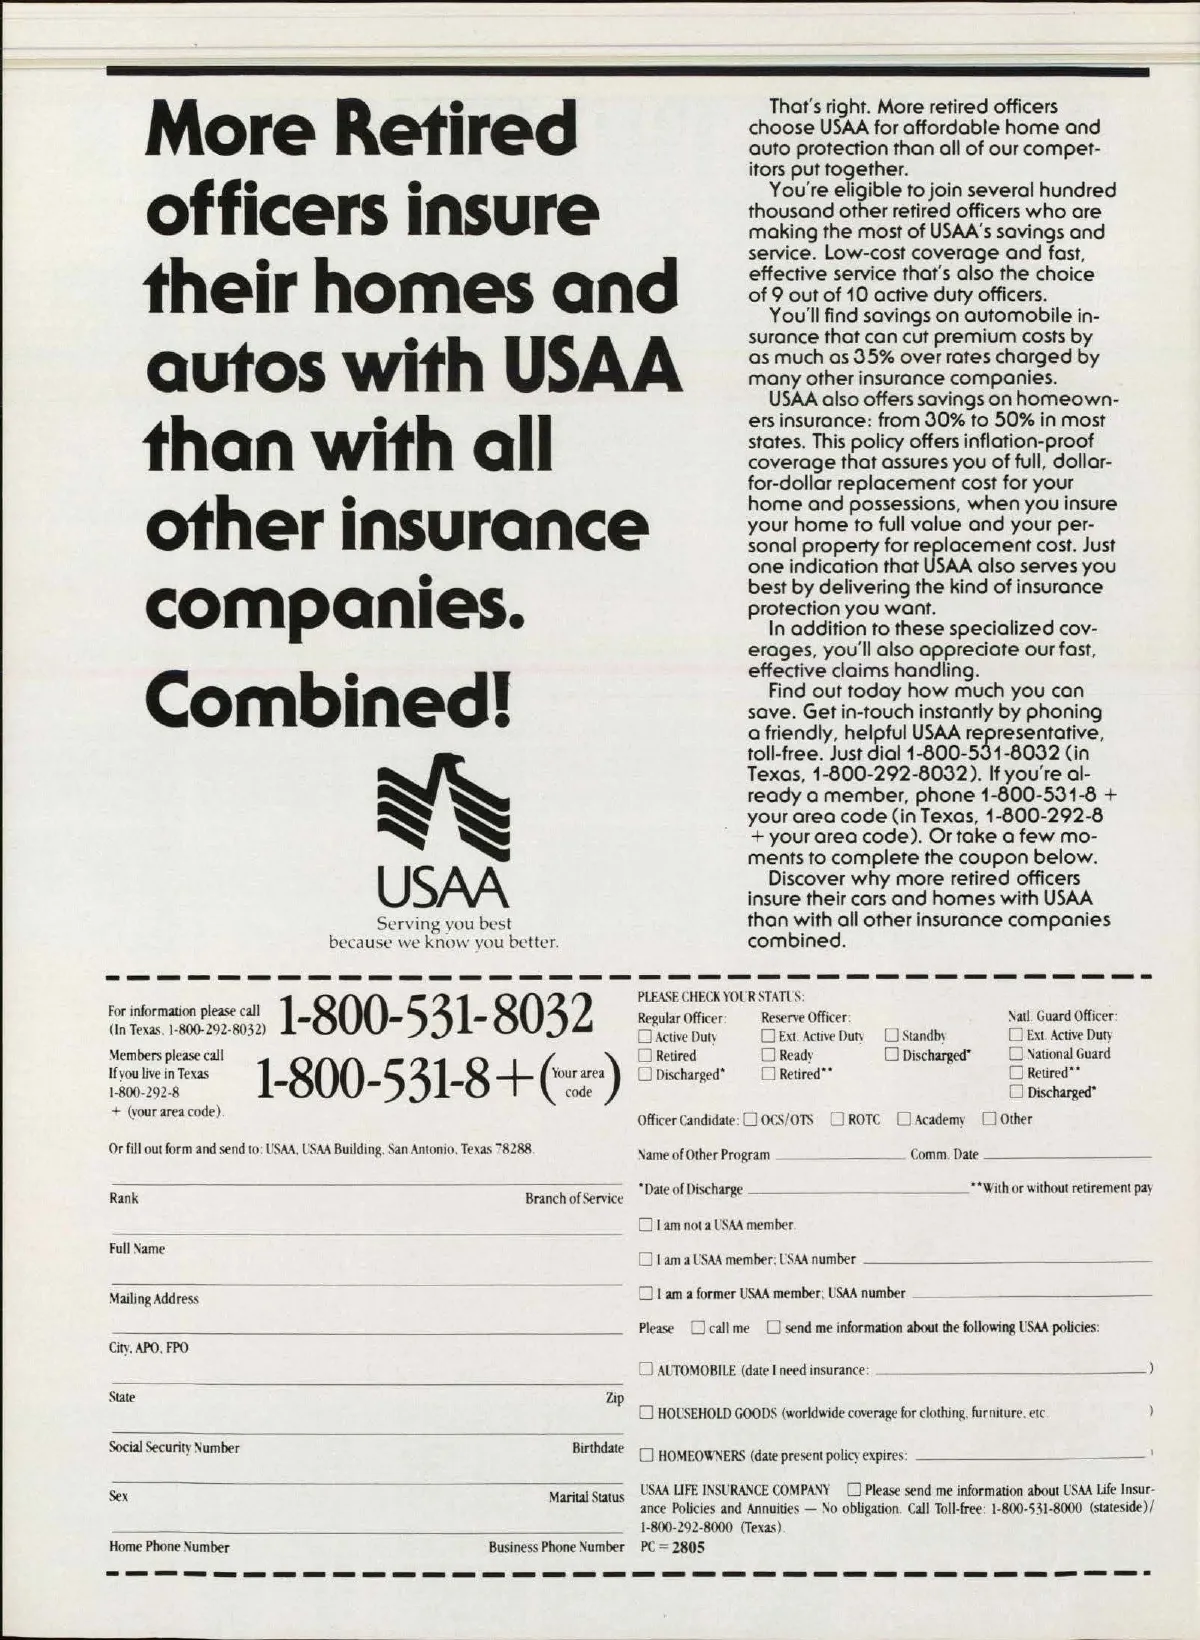 More Retired
officers insure
their homes and
autos with USAA
than with all
other insurance
companies.
Combined!
USAA
Serving you best
because we know you better.
That's right. More retired officers
choose USAA for affordable home and
auto protection than all of our compet-
itors put together.
You're eligible to join several hundred
thousand other retired officers who are
making the most of USAA's savings and
service. Low-cost coverage and fast,
effective service that's also the choice
of 9 out of 10 active duty officers.
You'll find savings on automobile in-
surance that can cut premium costs by
as much as 35% over rates charged by
many other insurance companies.
USAA also offers savings on homeown-
ers insurance: from 30% to 50% in most
states. This policy offers inflation-proof
coverage that assures you of full, dollar-
for-dollar replacement cost for your
home and possessions, when you insure
your home to full value and your per-
sonal property for replacement cost. Just
one indication that USAA also serves you
best by delivering the kind of insurance
protection you want.
In addition to these specialized cov-
erages, you'll also appreciate our fast,
effective claims handling.
Find out today how much you can
save. Get in-touch instantly by phoning
a friendly, helpful USAA representative,
toll-free. Just dial 1-800-531-8032 (in
Texas, 1-800-292-8032). If you're al-
ready a member, phone 1-800-531-8 +
your area code (in Texas, 1-800-292-8
+ your area code). Or take a few mo-
ments to complete the coupon below.
Discover why more retired officers
insure their cars and homes with USAA
than with all other insurance companies
combined.
For information please call
(In Texas, 1-800-292-8032)
1-800-531-8032
Members please call
If you live in Texas
1-800-292-8
+ (your area code).
1-800-531-8+(Your area code)
Or fill out form and send to: USAA, USAA Building, San Antonio, Texas 78288.
Rank Branch of Service
Full Name
Mailing Address
City, APO, FPO
State Zip
Social Security Number Birthdate
Sex Marital Status
Home Phone Number Business Phone Number
PLEASE CHECK YOUR STATUS:
Regular Officer: Reserve Officer: Natl. Guard Officer:
Active Duty Ext. Active Duty Standby Ext. Active Duty
Retired Ready Discharged* National Guard
Discharged* Retired** Retired**
Discharged*
Officer Candidate: OCS/OTS ROTC Academy Other
Name of Other Program Comm. Date
*Date of Discharge **With or without retirement pay
I am not a USAA member.
I am a USAA member; USAA number
I am a former USAA member; USAA number
Please call me send me information about the following USAA policies:
AUTOMOBILE (date I need insurance: )
HOUSEHOLD GOODS (worldwide coverage for clothing, furniture, etc. )
HOMEOWNERS (date present policy expires: )
USAA LIFE INSURANCE COMPANY Please send me information about USAA Life Insur-
ance Policies and Annuities — No obligation. Call Toll-free: 1-800-531-8000 (stateside)/
1-800-292-8000 (Texas).
PC = 2805